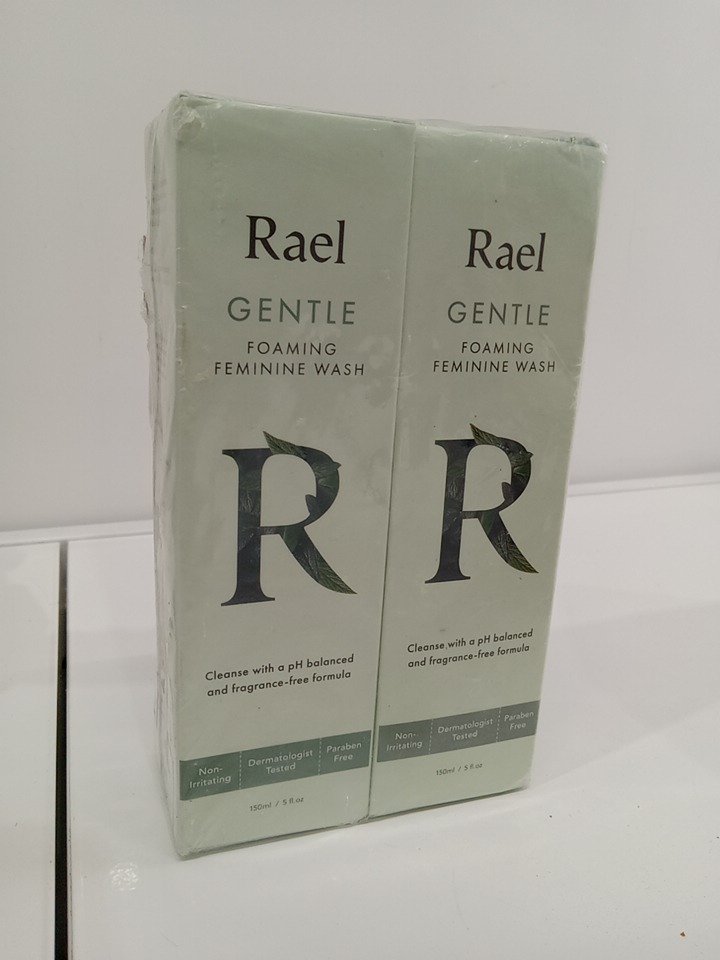 Rael
GENTLE
FOAMING
FEMININE WASH
R
Cleanse with a pH balanced
and fragrance-free formula
Non-
Irritating
Dermatologist
Tested
Paraben
Free
150ml / 5 fl.oz
Rael
GENTLE
FOAMING
FEMININE WASH
R
Cleanse with a pH balanced
and fragrance-free formula
Non-
Irritating
Dermatologist
Tested
Paraben
Free
150ml / 5 fl.oz